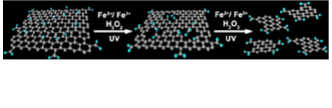 Fe²⁺/ Fe³⁺
H₂O₂
UV
Fe²⁺/ Fe³⁺
H₂O₂
UV